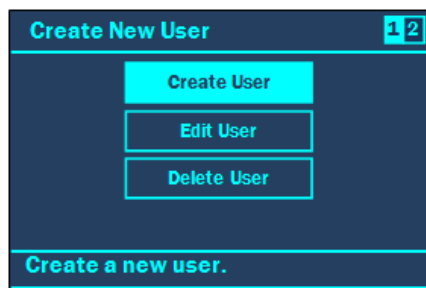 Create New User 1 2
Create User
Edit User
Delete User
Create a new user.